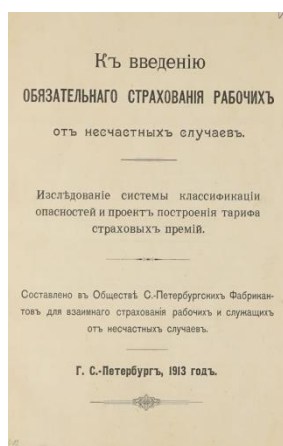 Къ введенію
ОБЯЗАТЕЛЬНАГО СТРАХОВАНІЯ РАБОЧИХЪ
отъ несчастныхъ случаевъ.
Изслѣдованіе системы классификаціи
опасностей и проектъ построенія тарифа
страховыхъ премій.
Составлено въ Обществѣ С.-Петербургскихъ Фабрикан-
товъ для взаимнаго страхованія рабочихъ и служащихъ
отъ несчастныхъ случаевъ.
Г. С.-Петербургъ, 1913 годъ.